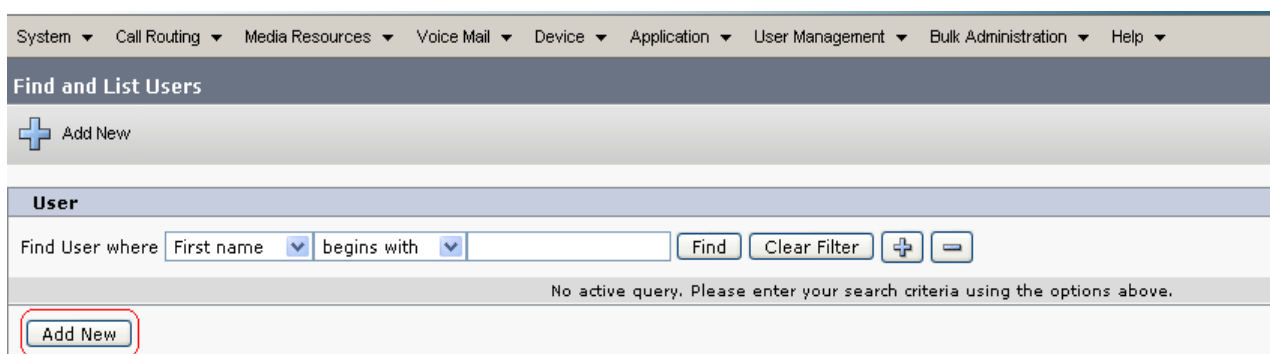 System Call Routing Media Resources Voice Mail Device Application User Management Bulk Administration Help
Find and List Users
Add New
User
Find User where First name begins with Find Clear Filter
No active query. Please enter your search criteria using the options above.
Add New